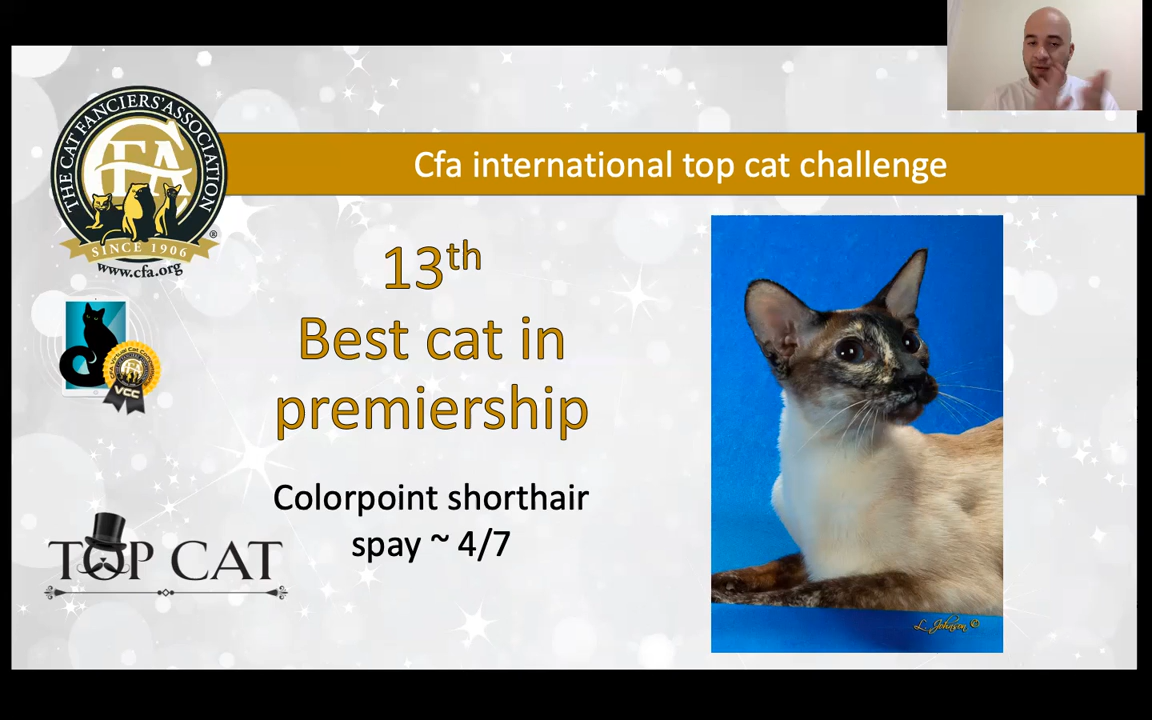 THE CAT FANCIERS' ASSOCIATION
CFA
SINCE 1906
®
www.cfa.org
Cfa international top cat challenge
13th
Best cat in
premiership
Colorpoint shorthair
spay ~ 4/7
VCC
TOP CAT
L. Johnson ©